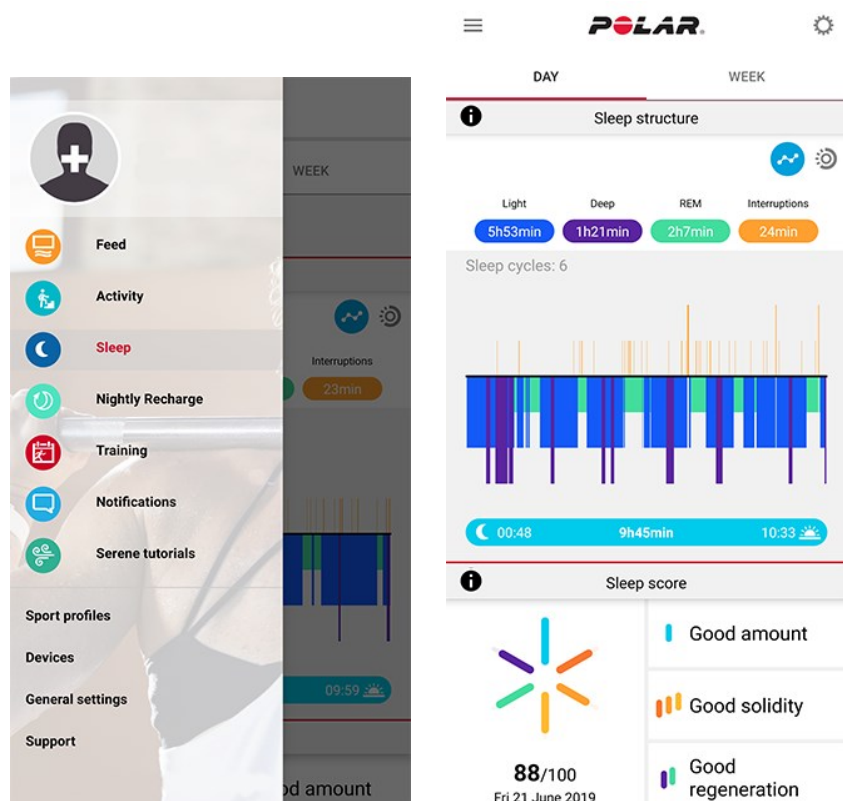 WEEK
Feed
Activity
Sleep
Interruptions
Nightly Recharge
23min
Training
Notifications
Serene tutorials
Sport profiles
Devices
General settings
09:59
Support
od amount
POLAR.
DAY WEEK
Sleep structure
Light Deep REM Interruptions
5h53min 1h21min 2h7min 24min
Sleep cycles: 6
00:48 9h45min 10:33
Sleep score
Good amount
Good solidity
88/100
Fri 21 June 2019
Good
regeneration